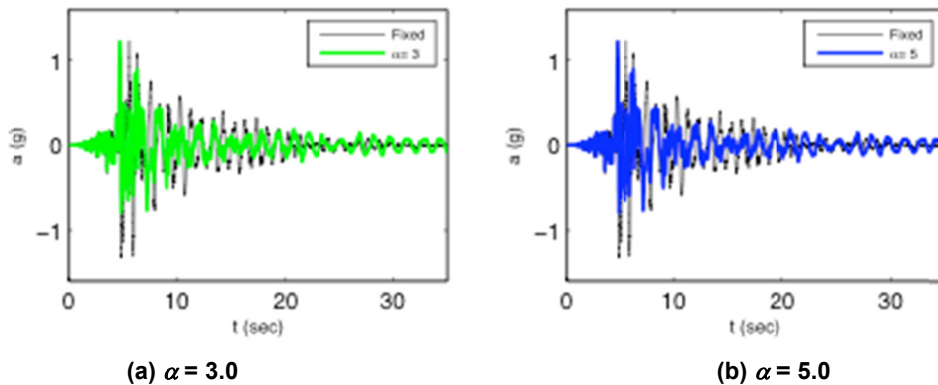 Fixed
α= 3
1
0
−1
a (g)
0
10
20
30
t (sec)
(a) α = 3.0
Fixed
α= 5
1
0
−1
a (g)
0
10
20
30
t (sec)
(b) α = 5.0